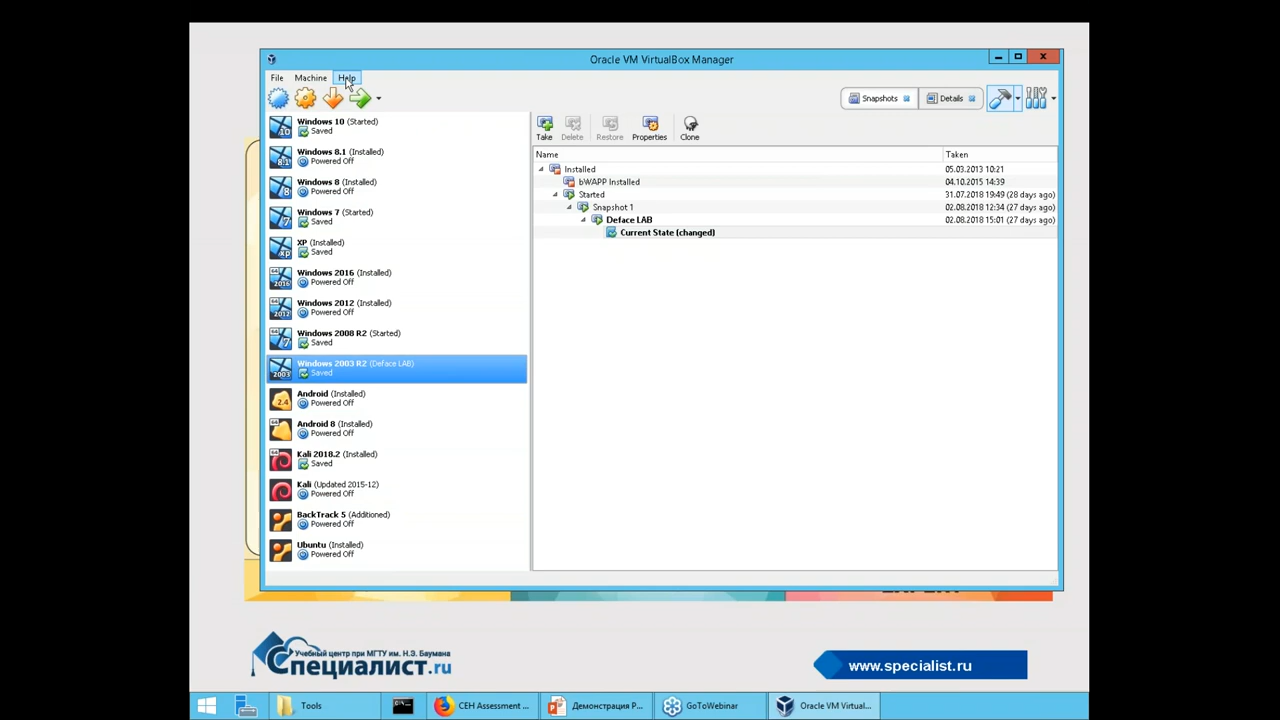 Oracle VM VirtualBox Manager
File Machine Help
Snapshots Details
Windows 10 (Started)
Saved
Windows 8.1 (Installed)
Powered Off
Windows 8 (Installed)
Powered Off
Windows 7 (Started)
Saved
XP (Installed)
Saved
Windows 2016 (Installed)
Powered Off
Windows 2012 (Installed)
Powered Off
Windows 2008 R2 (Started)
Saved
Windows 2003 R2 (Deface LAB)
Saved
Android (Installed)
Powered Off
Android 8 (Installed)
Powered Off
Kali 2018.2 (Installed)
Saved
Kali (Updated 2015-12)
Powered Off
BackTrack 5 (Additioned)
Powered Off
Ubuntu (Installed)
Powered Off
Take Delete Restore Properties Clone
Name Taken
Installed 05.03.2013 10:21
bWAPP Installed 04.10.2015 14:39
Started 31.07.2018 19:49 (28 days ago)
Snapshot 1 02.08.2018 12:34 (27 days ago)
Deface LAB 02.08.2018 15:01 (27 days ago)
Current State (changed)
Учебный центр при МГТУ им. Н.Э. Баумана
Специалист.ru
www.specialist.ru
Tools
CEH Assessment ...
Демонстрация P...
GoToWebinar
Oracle VM Virtual...